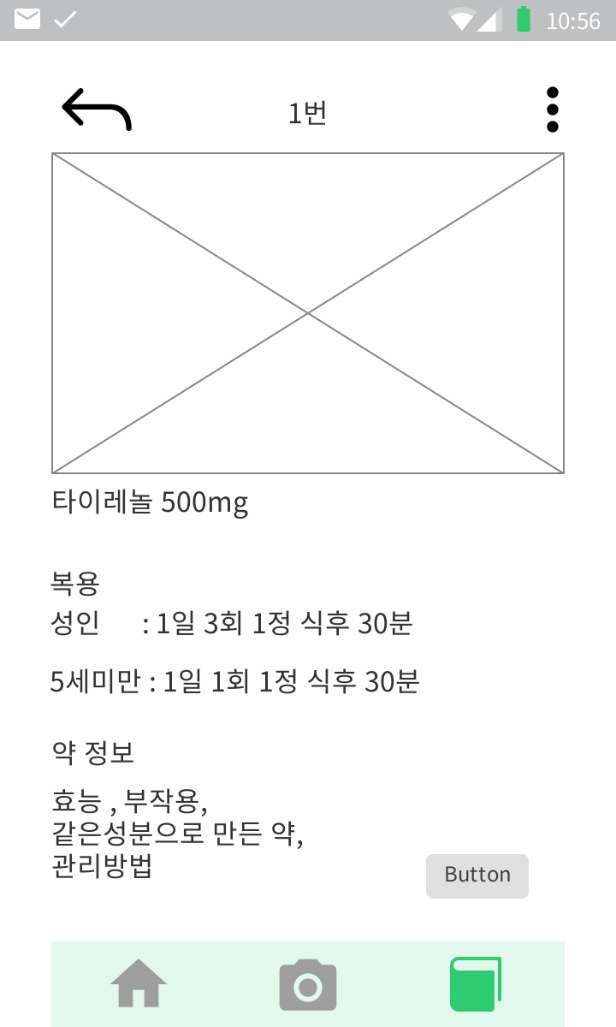 10:56
1번
타이레놀 500mg
복용
성인 : 1일 3회 1정 식후 30분
5세미만 : 1일 1회 1정 식후 30분
약 정보
효능 , 부작용,
같은성분으로 만든 약,
관리방법
Button